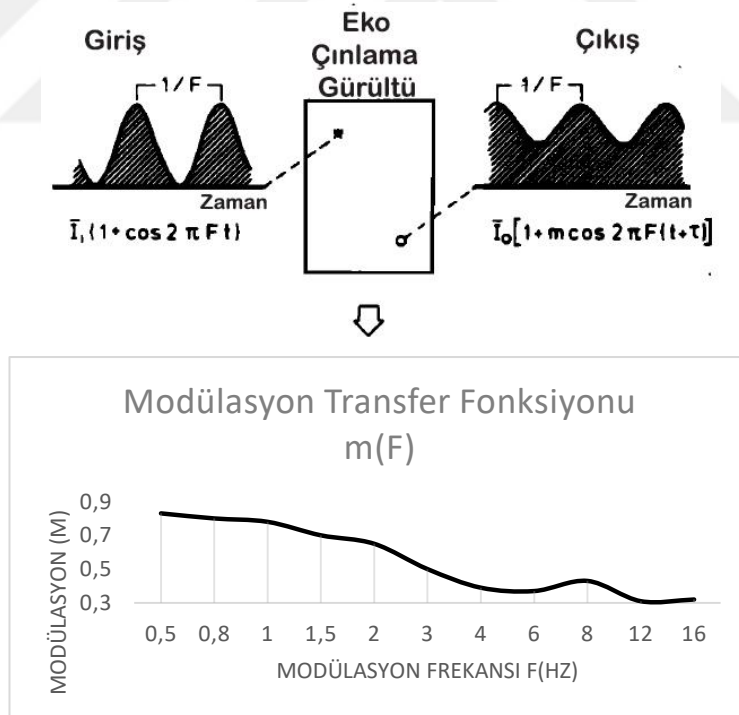 Giriş
Eko
Çınlama
Gürültü
Çıkış
1/F
1/F
Zaman
Zaman
Ī₁(1+cos 2 π F t)
Ī₀[1+m cos 2πF(t+τ)]
Modülasyon Transfer Fonksiyonu
m(F)
MODÜLASYON (M)
0,9
0,7
0,5
0,3
0,5 0,8 1 1,5 2 3 4 6 8 12 16
MODÜLASYON FREKANSI F(HZ)